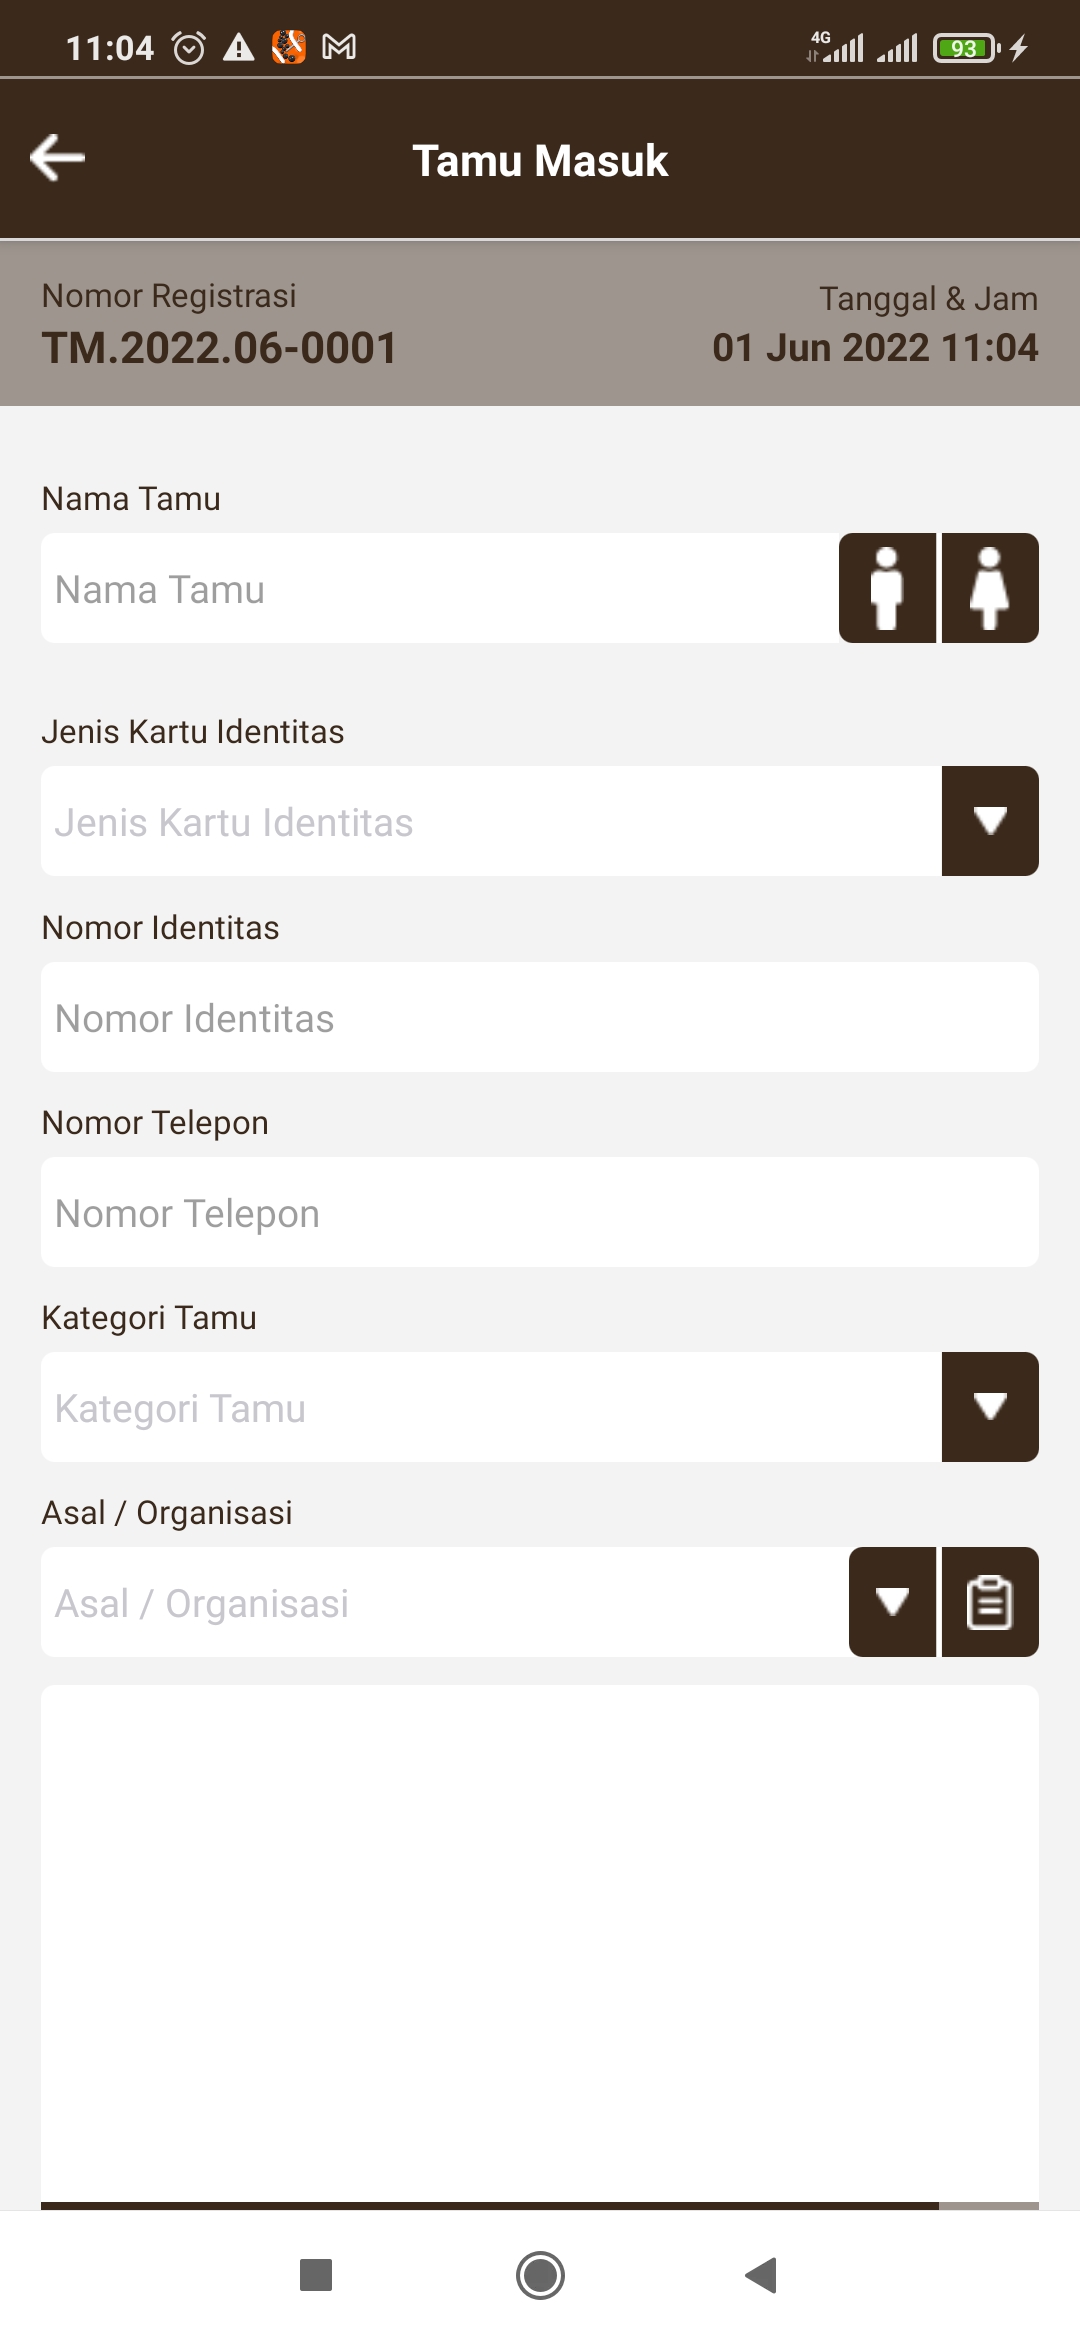 11:04
4G
93
Tamu Masuk
Nomor Registrasi
TM.2022.06-0001
Tanggal & Jam
01 Jun 2022 11:04
Nama Tamu
Nama Tamu
Jenis Kartu Identitas
Jenis Kartu Identitas
Nomor Identitas
Nomor Identitas
Nomor Telepon
Nomor Telepon
Kategori Tamu
Kategori Tamu
Asal / Organisasi
Asal / Organisasi